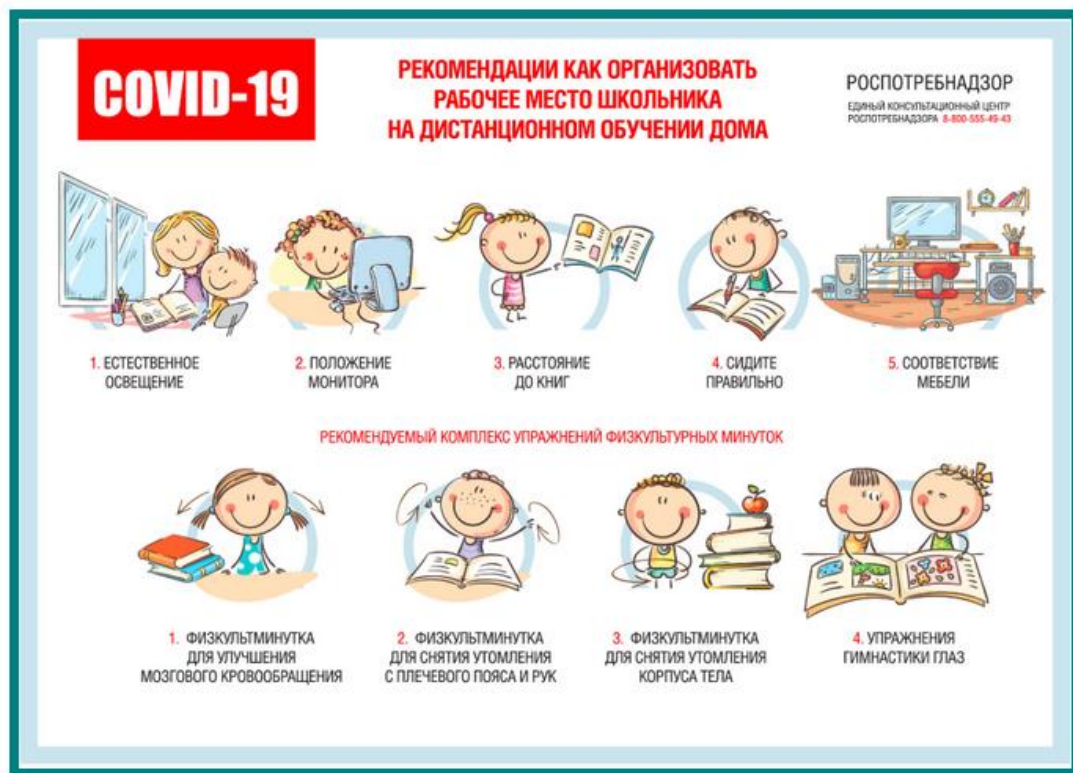 COVID-19
РЕКОМЕНДАЦИИ КАК ОРГАНИЗОВАТЬ
РАБОЧЕЕ МЕСТО ШКОЛЬНИКА
НА ДИСТАНЦИОННОМ ОБУЧЕНИИ ДОМА
РОСПОТРЕБНАДЗОР
ЕДИНЫЙ КОНСУЛЬТАЦИОННЫЙ ЦЕНТР
РОСПОТРЕБНАДЗОРА 8-800-555-49-43
1. ЕСТЕСТВЕННОЕ
ОСВЕЩЕНИЕ
2. ПОЛОЖЕНИЕ
МОНИТОРА
3. РАССТОЯНИЕ
ДО КНИГ
4. СИДИТЕ
ПРАВИЛЬНО
5. СООТВЕТСТВИЕ
МЕБЕЛИ
РЕКОМЕНДУЕМЫЙ КОМПЛЕКС УПРАЖНЕНИЙ ФИЗКУЛЬТУРНЫХ МИНУТОК
1. ФИЗКУЛЬТМИНУТКА
ДЛЯ УЛУЧШЕНИЯ
МОЗГОВОГО КРОВООБРАЩЕНИЯ
2. ФИЗКУЛЬТМИНУТКА
ДЛЯ СНЯТИЯ УТОМЛЕНИЯ
С ПЛЕЧЕВОГО ПОЯСА И РУК
3. ФИЗКУЛЬТМИНУТКА
ДЛЯ СНЯТИЯ УТОМЛЕНИЯ
КОРПУСА ТЕЛА
4. УПРАЖНЕНИЯ
ГИМНАСТИКИ ГЛАЗ